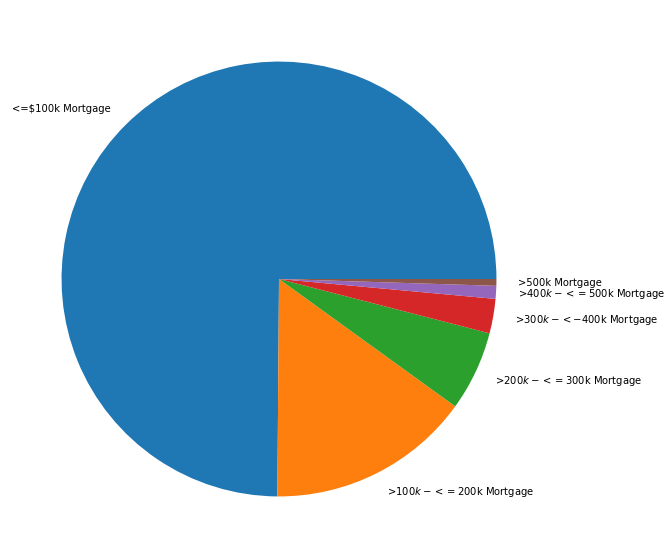 <=$100k Mortgage
>500k Mortgage
>400k − <= 500k Mortgage
>300k − < −400k Mortgage
>200k − <= 300k Mortgage
>100k − <= 200k Mortgage